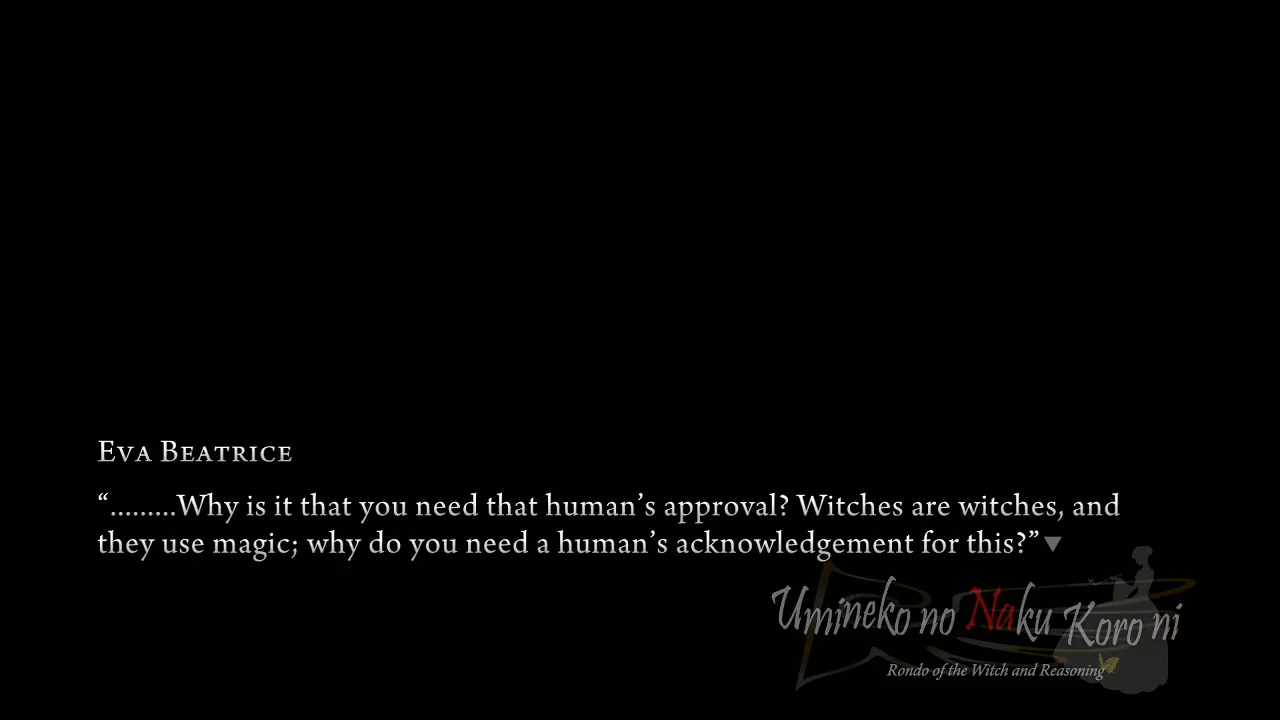 Eva Beatrice
“.........Why is it that you need that human’s approval? Witches are witches, and
they use magic; why do you need a human’s acknowledgement for this?”
Umineko no Naku Koro ni
Rondo of the Witch and Reasoning